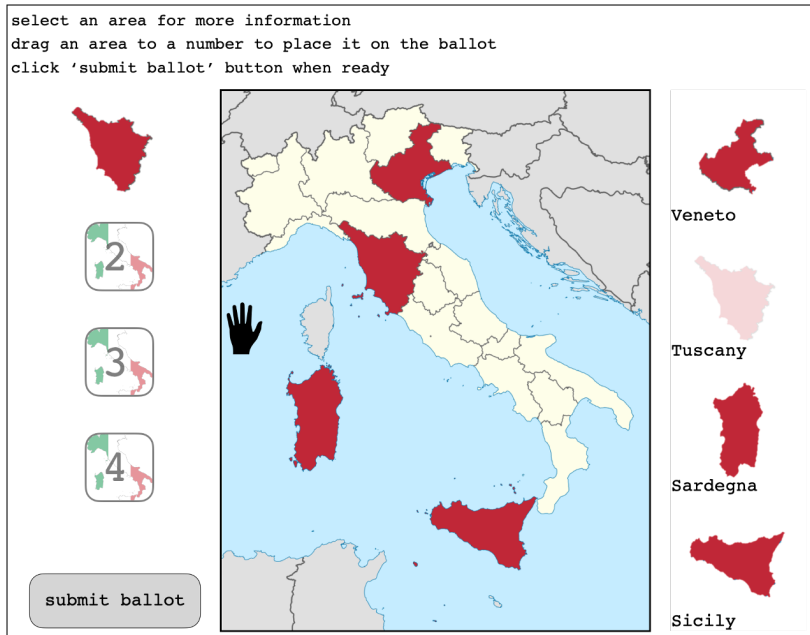 select an area for more information
drag an area to a number to place it on the ballot
click ‘submit ballot’ button when ready
2
3
4
submit ballot
Veneto
Tuscany
Sardegna
Sicily